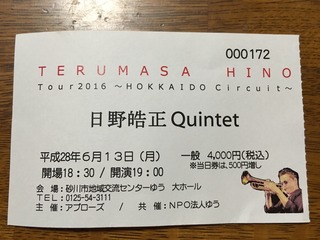 000172
TERUMASA HINO
Tour2016 ～HOKKAIDO Circuit～
日野皓正 Quintet
平成28年6月13日（月） 一般 4,000円（税込）
開場18：30 / 開演19：00 ※当日券は、500円増し
会 場：砂川市地域交流センターゆう 大ホール
TEL：0125-54-3111
主 催：アプローズ / 共 催：NPO法人ゆう